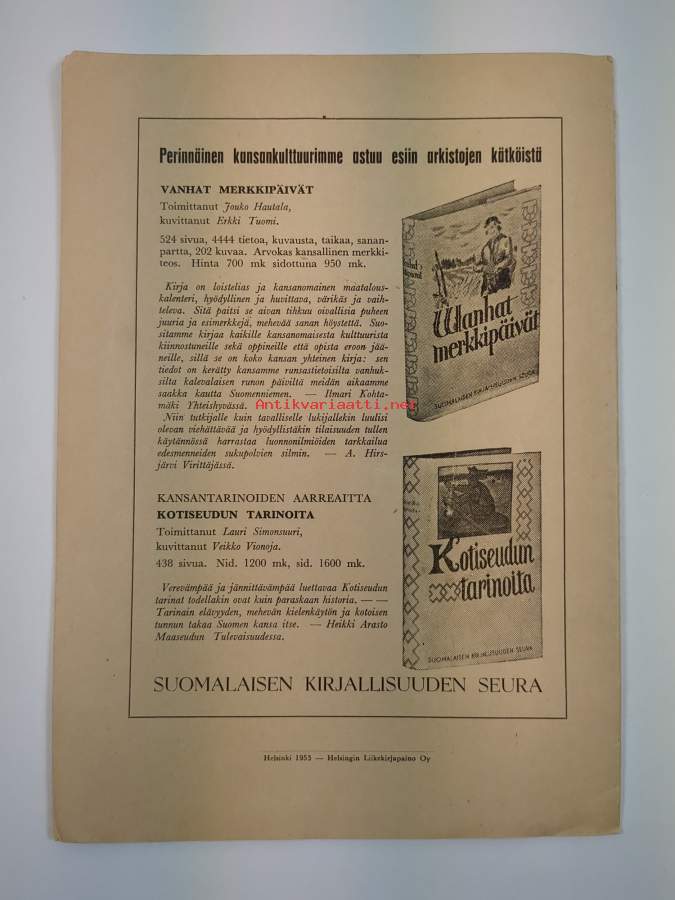 Perinnäinen kansankulttuurimme astuu esiin arkistojen kätköistä
VANHAT MERKKIPÄIVÄT
Toimittanut Jouko Hautala,
kuvittanut Erkki Tuomi.
524 sivua, 4444 tietoa, kuvausta, taikaa, sanan-
partta, 202 kuvaa. Arvokas kansallinen merkki-
teos. Hinta 700 mk sidottuna 950 mk.
Kirja on loistelias ja kansanomainen maatalous-
kalenteri, hyödyllinen ja huvittava, värikäs ja vaih-
televa. Sitä paitsi se aivan tihkuu oivallisia puheen
juuria ja esimerkkejä, mehevää sanan höystettä. Suo-
sitamme kirjaa kaikille kansanomaisesta kulttuurista
kiinnostuneille sekä oppineille että opista eroon jää-
neille, sillä se on koko kansan yhteinen kirja: sen
tiedot on kerätty kansamme runsastietoisilta vanhuk-
silta kalevalaisen runon päiviltä meidän aikaamme
saakka kautta Suomenniemen. — Ilmari Kohta-
mäki Yhteishyvässä.
Antikvariaatti.net
Niin tutkijalle kuin tavalliselle lukijallekin luulisi
olevan viehättävää ja hyödyllistäkin tilaisuuden tullen
käytännössä harrastaa luonnonilmiöiden tarkkailua
edesmenneiden sukupolvien silmin. — A. Hirs-
järvi Virittäjässä.
Wanhat
merkkipäivät
SUOMALAISEN KIRJALLISUUDEN SEURA
KANSANTARINOIDEN AARREAITTA
KOTISEUDUN TARINOITA
Toimittanut Lauri Simonsuuri,
kuvittanut Veikko Vionoja.
438 sivua. Nid. 1200 mk, sid. 1600 mk.
Verevämpää ja jännittävämpää luettavaa Kotiseudun
tarinat todellakin ovat kuin paraskaan historia. — —
Tarinain elävyyden, mehevän kielenkäytön ja kotoisen
tunnun takaa Suomen kansa itse. — Heikki Arasto
Maaseudun Tulevaisuudessa.
Kotiseudun
tarinoita
SUOMALAISEN KIRJALLISUUDEN SEURA
SUOMALAISEN KIRJALLISUUDEN SEURA
Helsinki 1953 — Helsingin Liikekirjapaino Oy